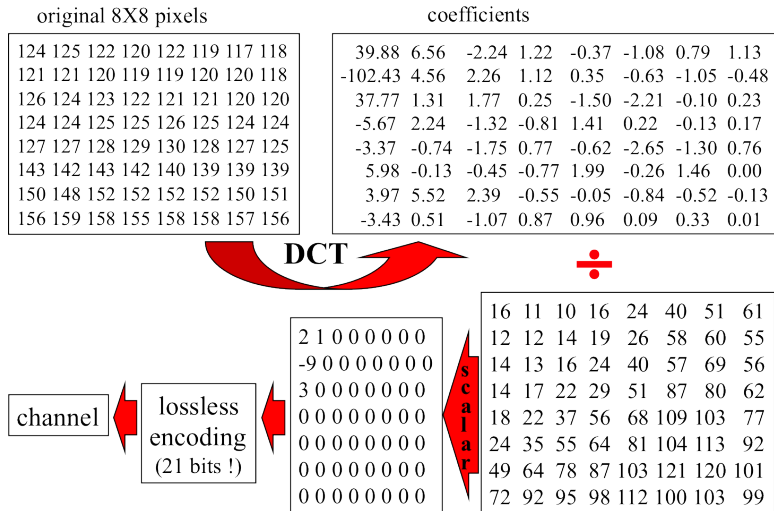 original 8X8 pixels
124 125 122 120 122 119 117 118
121 121 120 119 119 120 120 118
126 124 123 122 121 121 120 120
124 124 125 125 126 125 124 124
127 127 128 129 130 128 127 125
143 142 143 142 140 139 139 139
150 148 152 152 152 152 150 151
156 159 158 155 158 158 157 156
coefficients
39.88 6.56 -2.24 1.22 -0.37 -1.08 0.79 1.13
-102.43 4.56 2.26 1.12 0.35 -0.63 -1.05 -0.48
37.77 1.31 1.77 0.25 -1.50 -2.21 -0.10 0.23
-5.67 2.24 -1.32 -0.81 1.41 0.22 -0.13 0.17
-3.37 -0.74 -1.75 0.77 -0.62 -2.65 -1.30 0.76
5.98 -0.13 -0.45 -0.77 1.99 -0.26 1.46 0.00
3.97 5.52 2.39 -0.55 -0.05 -0.84 -0.52 -0.13
-3.43 0.51 -1.07 0.87 0.96 0.09 0.33 0.01
DCT
÷
16 11 10 16 24 40 51 61
12 12 14 19 26 58 60 55
14 13 16 24 40 57 69 56
14 17 22 29 51 87 80 62
18 22 37 56 68 109 103 77
24 35 55 64 81 104 113 92
49 64 78 87 103 121 120 101
72 92 95 98 112 100 103 99
scalar
2 1 0 0 0 0 0 0
-9 0 0 0 0 0 0 0
3 0 0 0 0 0 0 0
0 0 0 0 0 0 0 0
0 0 0 0 0 0 0 0
0 0 0 0 0 0 0 0
0 0 0 0 0 0 0 0
0 0 0 0 0 0 0 0
lossless
encoding
(21 bits !)
channel